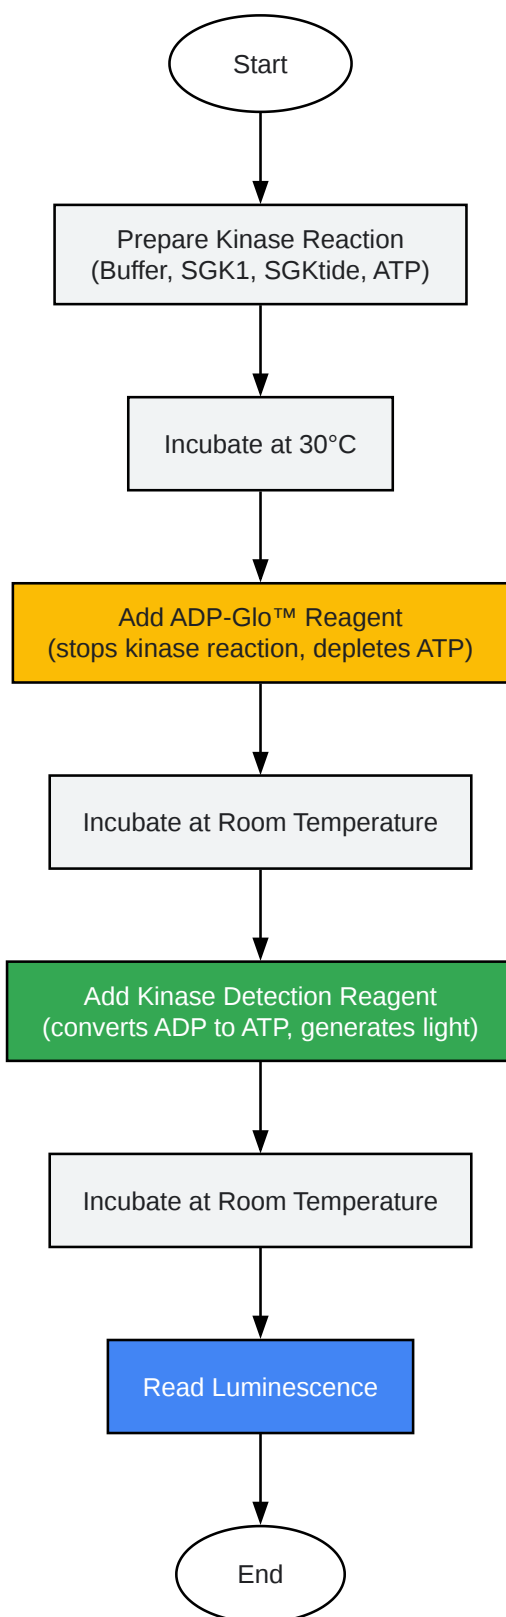 Start
Prepare Kinase Reaction
(Buffer, SGK1, SGKtide, ATP)
Incubate at 30°C
Add ADP-Glo™ Reagent
(stops kinase reaction, depletes ATP)
Incubate at Room Temperature
Add Kinase Detection Reagent
(converts ADP to ATP, generates light)
Incubate at Room Temperature
Read Luminescence
End